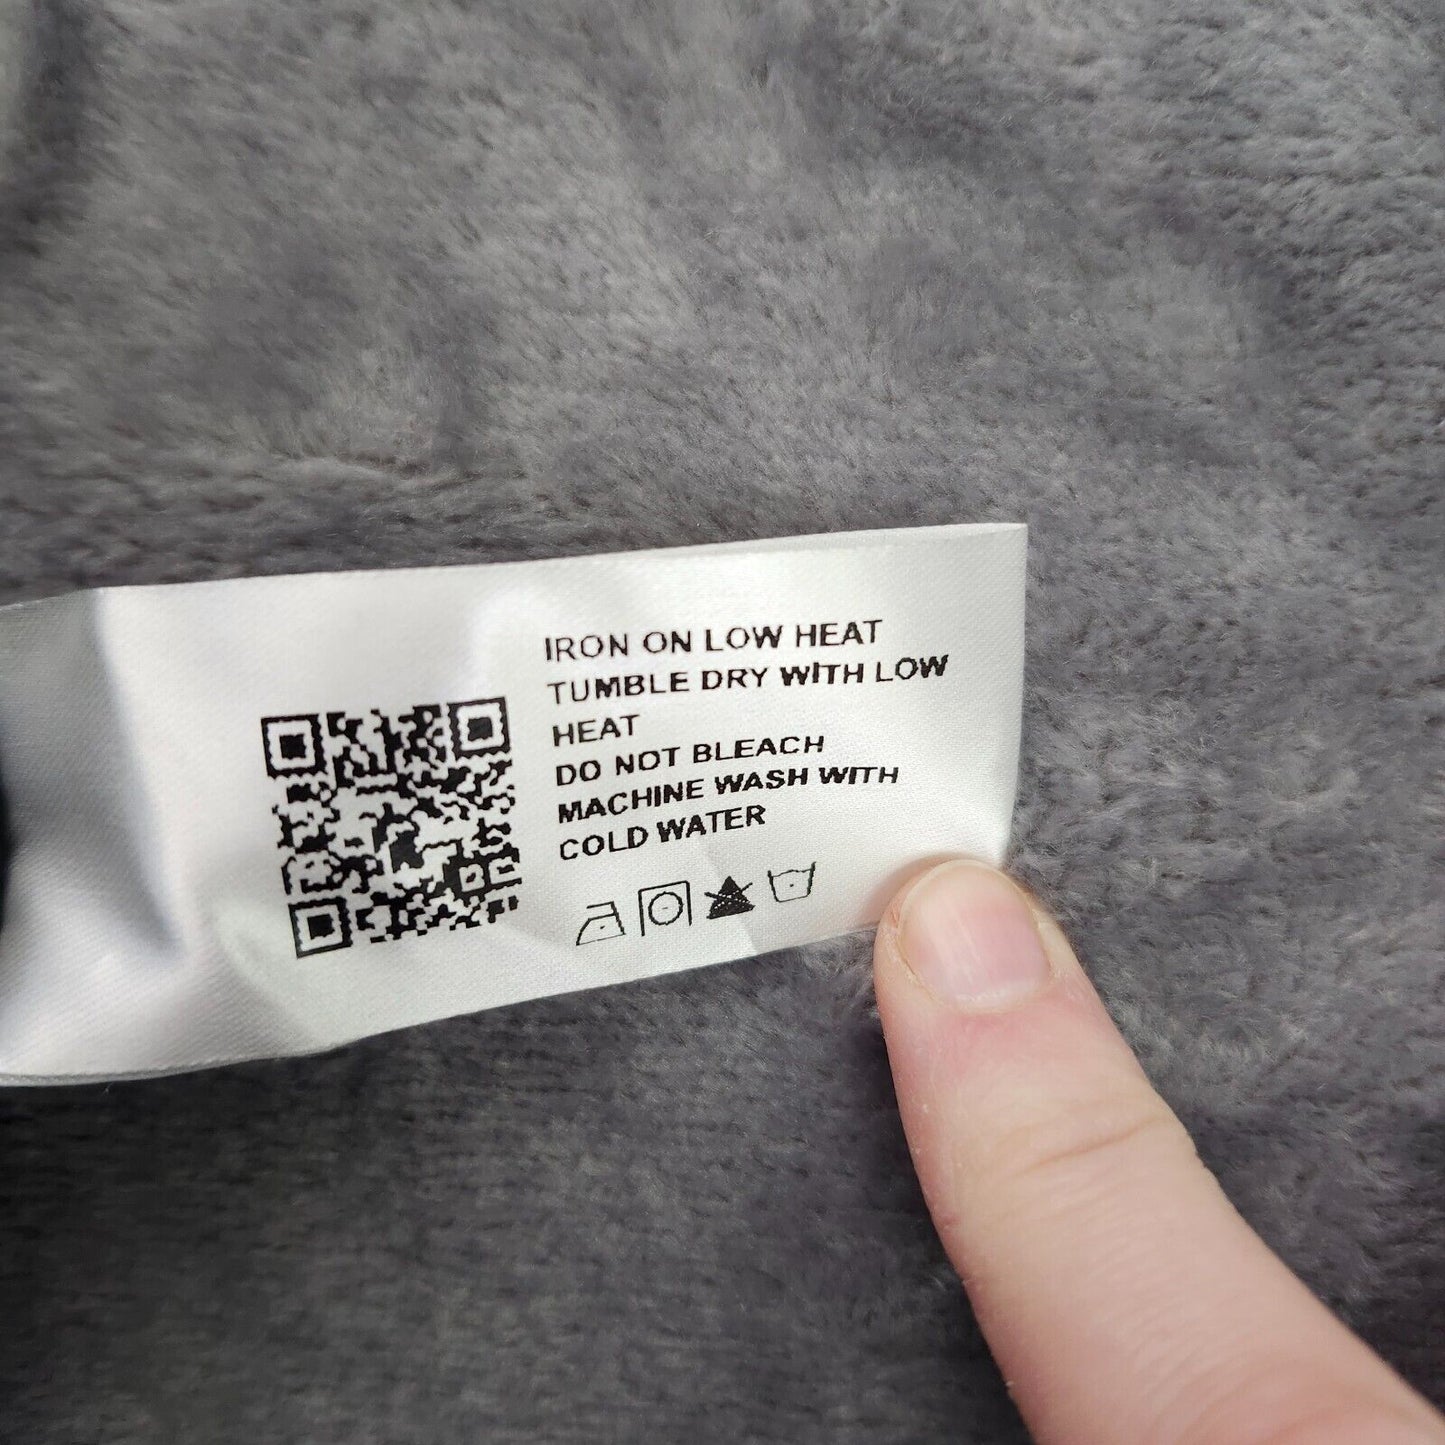 IRON ON LOW HEAT
TUMBLE DRY WITH LOW
HEAT
DO NOT BLEACH
MACHINE WASH WITH
COLD WATER